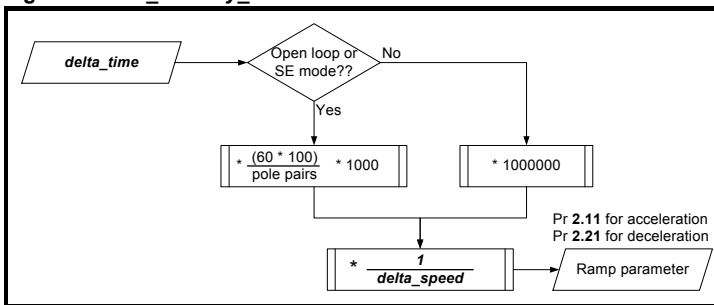 delta_time
Open loop or
SE mode??
No
Yes
* (60 * 100) / pole pairs * 1000
* 1000000
Pr 2.11 for acceleration
Pr 2.21 for deceleration
* 1 / delta_speed
Ramp parameter